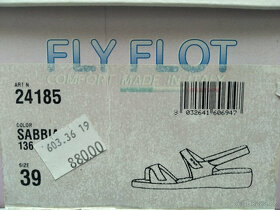 FLY FLOT
COMFORT MADE IN ITALY
ART N.
24185
COLOR
SABBIA
136
SIZE
39
603.36 19
880.00
8 032641 606947